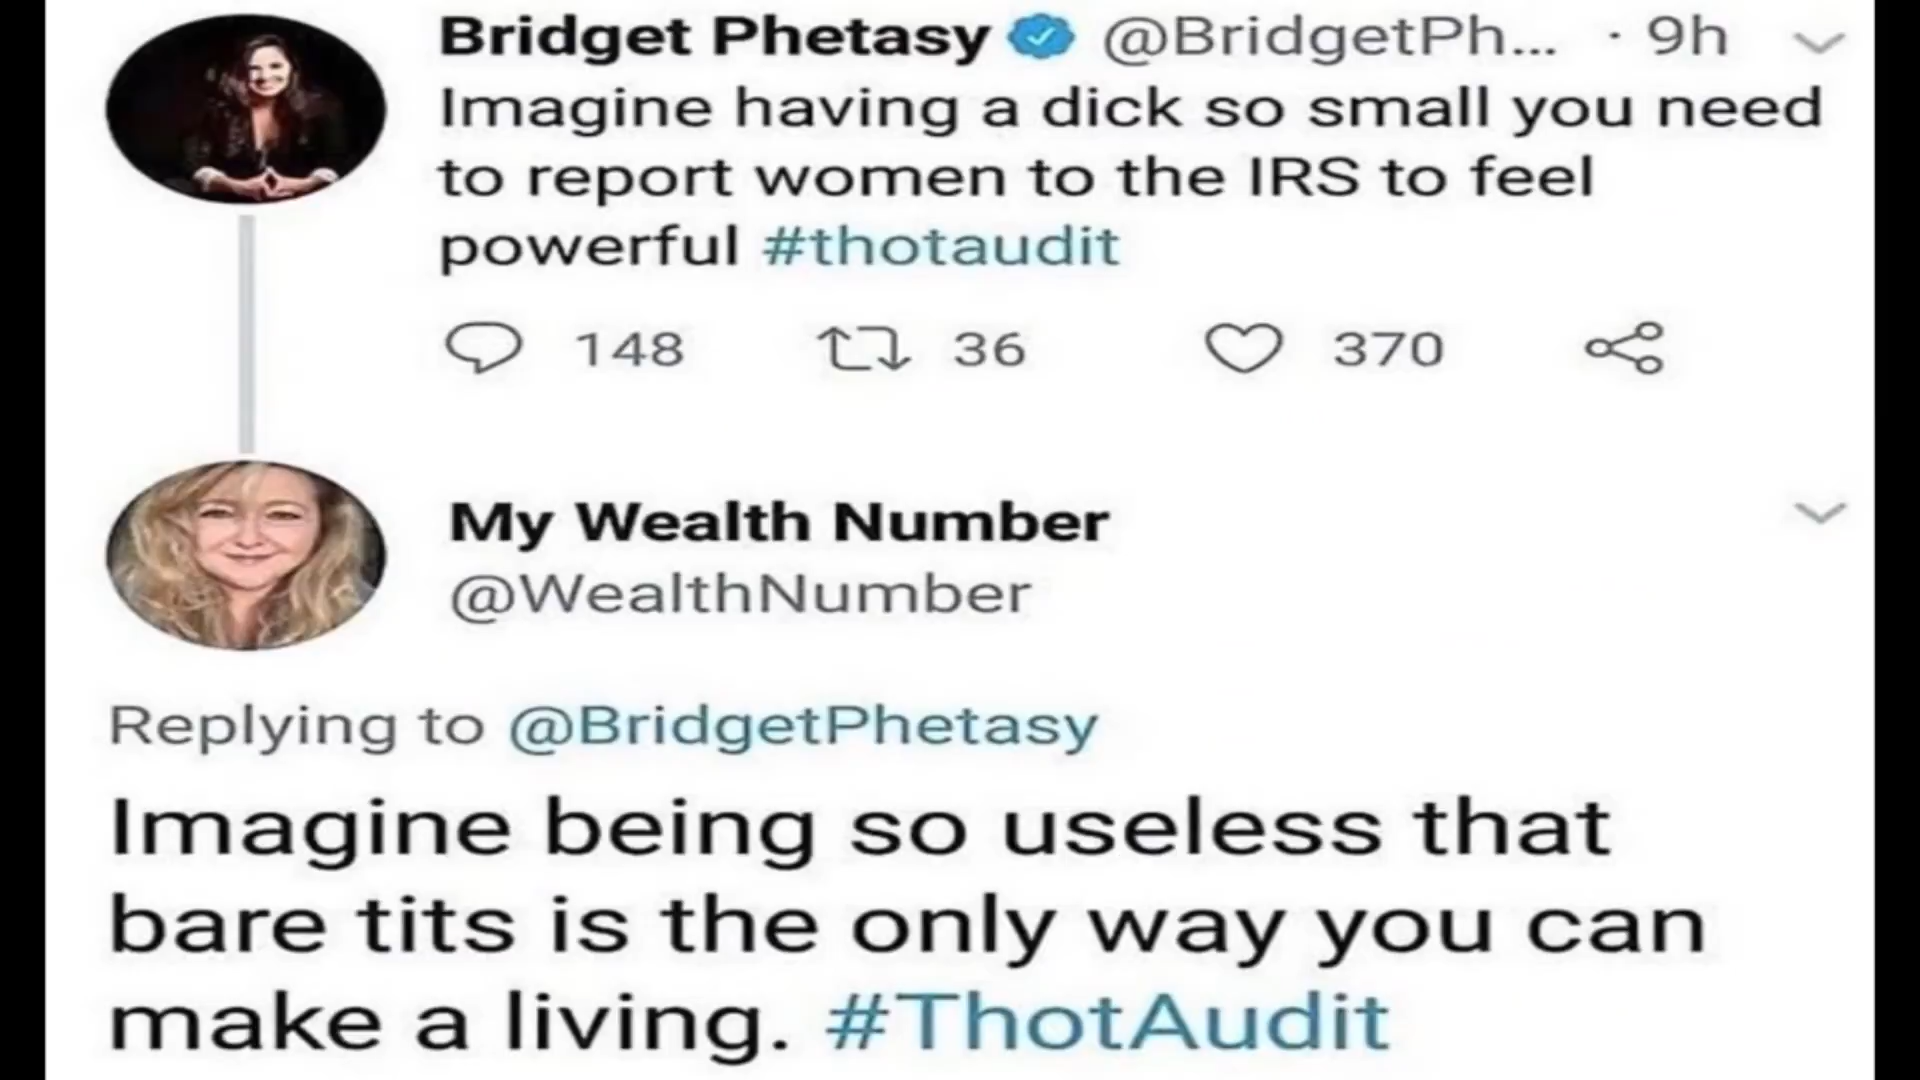 Bridget Phetasy @BridgetPh... · 9h
Imagine having a dick so small you need
to report women to the IRS to feel
powerful #thotaudit
148 36 370
My Wealth Number
@WealthNumber
Replying to @BridgetPhetasy
Imagine being so useless that
bare tits is the only way you can
make a living. #ThotAudit